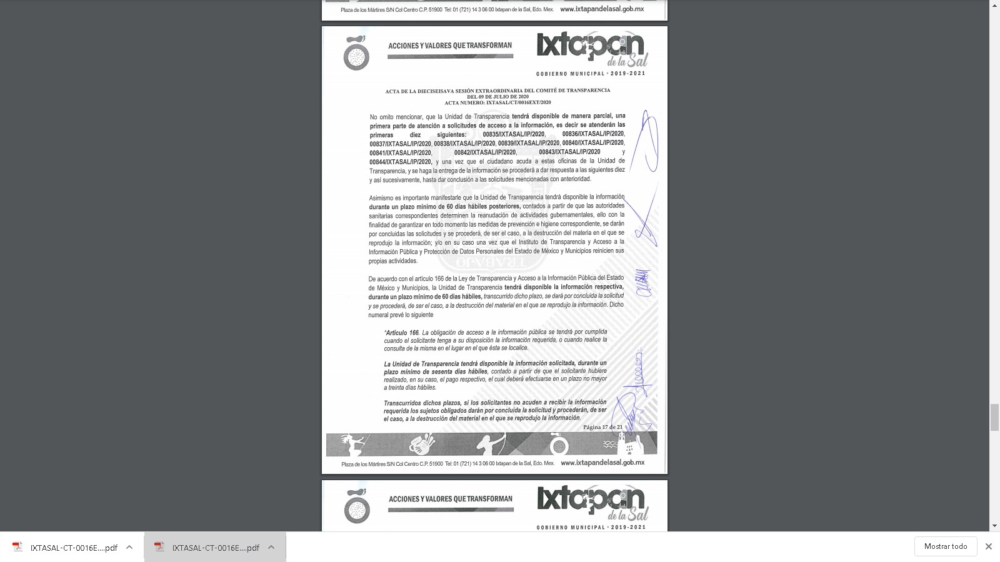 Plaza de los Mártires S/N Col Centro C.P. 51900 Tel: 01 (721) 14 3 06 00 Ixtapan de la Sal, Edo. Mex. www.ixtapandelasal.gob.mx
ACCIONES Y VALORES QUE TRANSFORMAN
Ixtapan
de la Sal
GOBIERNO MUNICIPAL - 2019-2021
ACTA DE LA DIECISEISAVA SESIÓN EXTRAORDINARIA DEL COMITÉ DE TRANSPARENCIA
DEL 09 DE JULIO DE 2020
ACTA NUMERO: IXTASAL/CT/0016EXT/2020
No omito mencionar, que la Unidad de Transparencia tendrá disponible de manera parcial, una
primera parte de atención a solicitudes de acceso a la información, es decir se atenderán las
primeras diez siguientes: 00835/IXTASAL/IP/2020, 00836/IXTASAL/IP/2020,
00837/IXTASAL/IP/2020, 00838/IXTASAL/IP/2020, 00839/IXTASAL/IP/2020, 00840/IXTASAL/IP/2020,
00841/IXTASAL/IP/2020, 00842/IXTASAL/IP/2020, 00843/IXTASAL/IP/2020 y
00844/IXTASAL/IP/2020, y una vez que el ciudadano acuda a estas oficinas de la Unidad de
Transparencia, y se haga la entrega de la información se procederá a dar respuesta a las siguientes diez
y así sucesivamente, hasta dar conclusión a las solicitudes mencionadas con anterioridad.
Asimismo es importante manifestarle que la Unidad de Transparencia tendrá disponible la información
durante un plazo mínimo de 60 días hábiles posteriores, contados a partir de que las autoridades
sanitarias correspondientes determinen la reanudación de actividades gubernamentales, ello con la
finalidad de garantizar en todo momento las medidas de prevención e higiene correspondiente, se darán
por concluidas las solicitudes y se procederá, de ser el caso, a la destrucción del materia en el que se
reprodujo la información; y/o en su caso una vez que el Instituto de Transparencia y Acceso a la
Información Pública y Protección de Datos Personales del Estado de México y Municipios reinicien sus
propias actividades.
TRABAJO
De acuerdo con el artículo 166 de la Ley de Transparencia y Acceso a la Información Pública del Estado
de México y Municipios, la Unidad de Transparencia tendrá disponible la información respectiva,
durante un plazo mínimo de 60 días hábiles, transcurrido dicho plazo, se dará por concluida la solicitud
y se procederá, de ser el caso, a la destrucción del material en el que se reprodujo la información. Dicho
numeral prevé lo siguiente
"Artículo 166. La obligación de acceso a la información pública se tendrá por cumplida
cuando el solicitante tenga a su disposición la información requerida, o cuando realice la
consulta de la misma en el lugar en el que ésta se localice.
La Unidad de Transparencia tendrá disponible la información solicitada, durante un
plazo mínimo de sesenta días hábiles, contado a partir de que el solicitante hubiere
realizado, en su caso, el pago respectivo, el cual deberá efectuarse en un plazo no mayor
a treinta días hábiles.
Transcurridos dichos plazos, si los solicitantes no acuden a recibir la información
requerida los sujetos obligados darán por concluida la solicitud y procederán, de ser
el caso, a la destrucción del material en el que se reprodujo la información.
Página 17 de 21
Plaza de los Mártires S/N Col Centro C.P. 51900 Tel: 01 (721) 14 3 06 00 Ixtapan de la Sal, Edo. Mex. www.ixtapandelasal.gob.mx
ACCIONES Y VALORES QUE TRANSFORMAN
Ixtapan
de la Sal
GOBIERNO MUNICIPAL - 2019-2021
IXTASAL-CT-0016E....pdf
IXTASAL-CT-0016E....pdf
Mostrar todo